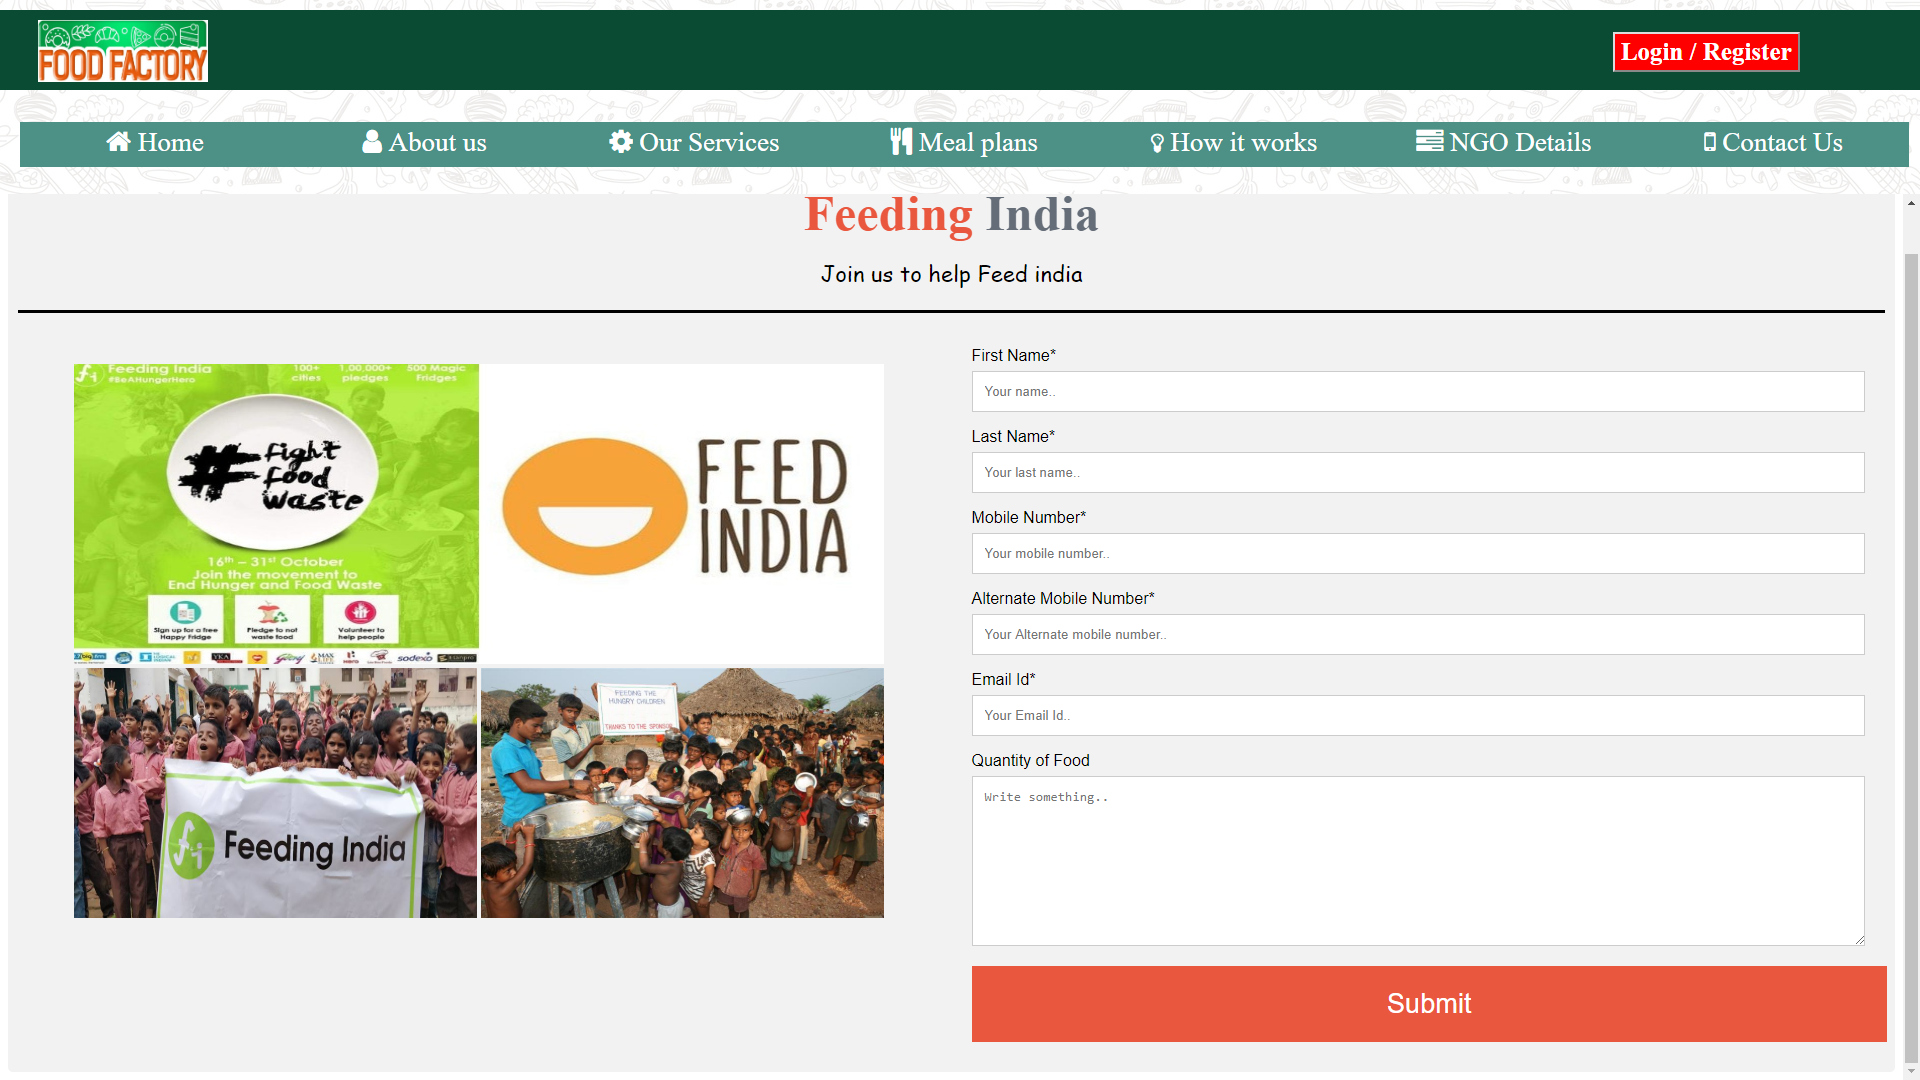 FOOD FACTORY
Login / Register
Home
About us
Our Services
Meal plans
How it works
NGO Details
Contact Us
Feeding India
Join us to help Feed india
Feeding India
#BeAHungerHero
100+ cities
1,00,000+ pledges
500 Magic Fridges
# fight food waste
16th – 31st October
Join the movement to
End Hunger and Food Waste
Sign up for a free
Happy Fridge
Pledge to not
waste food
Volunteer to
help people
sodexo
FEED
INDIA
Feeding India
FEEDING THE
HUNGRY CHILDREN
THANKS TO THE SPONSOR
First Name*
Your name..
Last Name*
Your last name..
Mobile Number*
Your mobile number..
Alternate Mobile Number*
Your Alternate mobile number..
Email Id*
Your Email Id..
Quantity of Food
Write something..
Submit